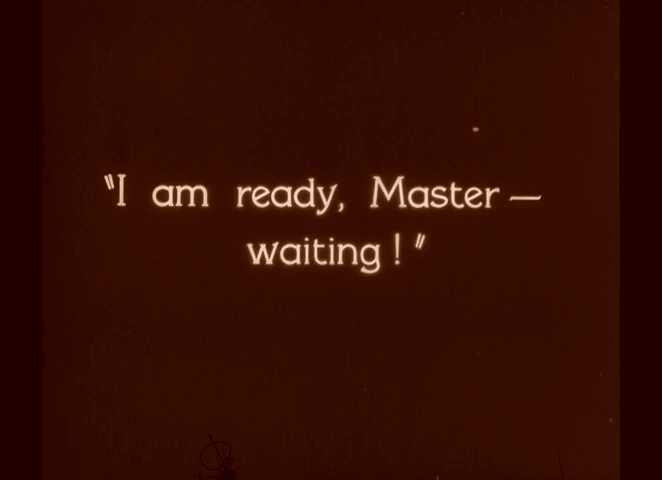 "I am ready, Master —
waiting!"